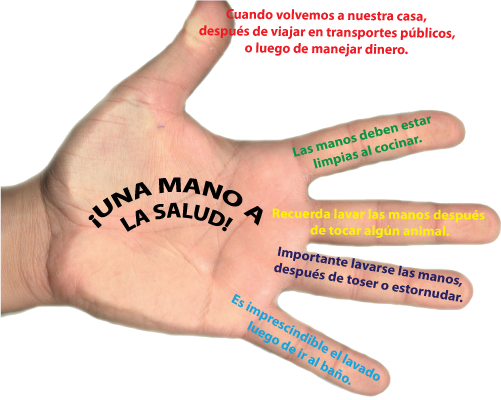 Cuando volvemos a nuestra casa,
después de viajar en transportes públicos,
o luego de manejar dinero.
Las manos deben estar
limpias al cocinar.
¡UNA MANO A
LA SALUD!
Recuerda lavar las manos después
de tocar algún animal.
Importante lavarse las manos,
después de toser o estornudar.
Es imprescindible el lavado
luego de ir al baño.